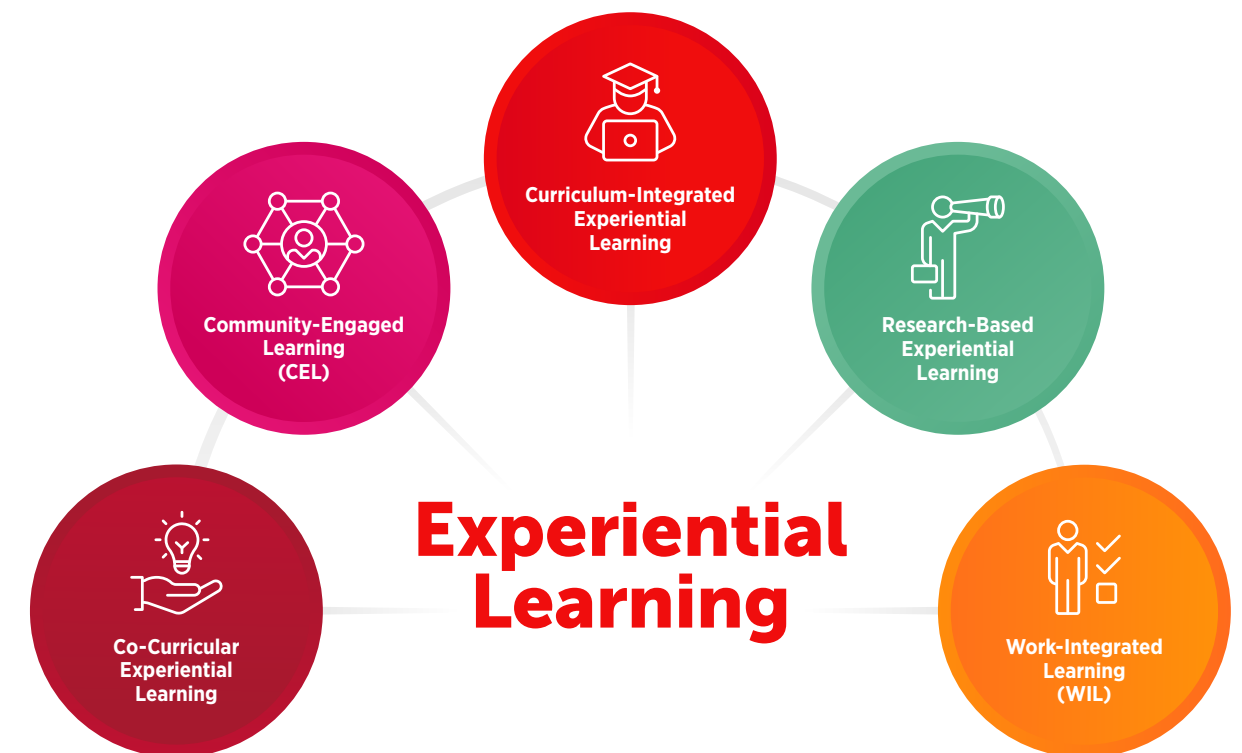 Curriculum-Integrated
Experiential
Learning
Community-Engaged
Learning
(CEL)
Research-Based
Experiential
Learning
Experiential
Learning
Co-Curricular
Experiential
Learning
Work-Integrated
Learning
(WIL)